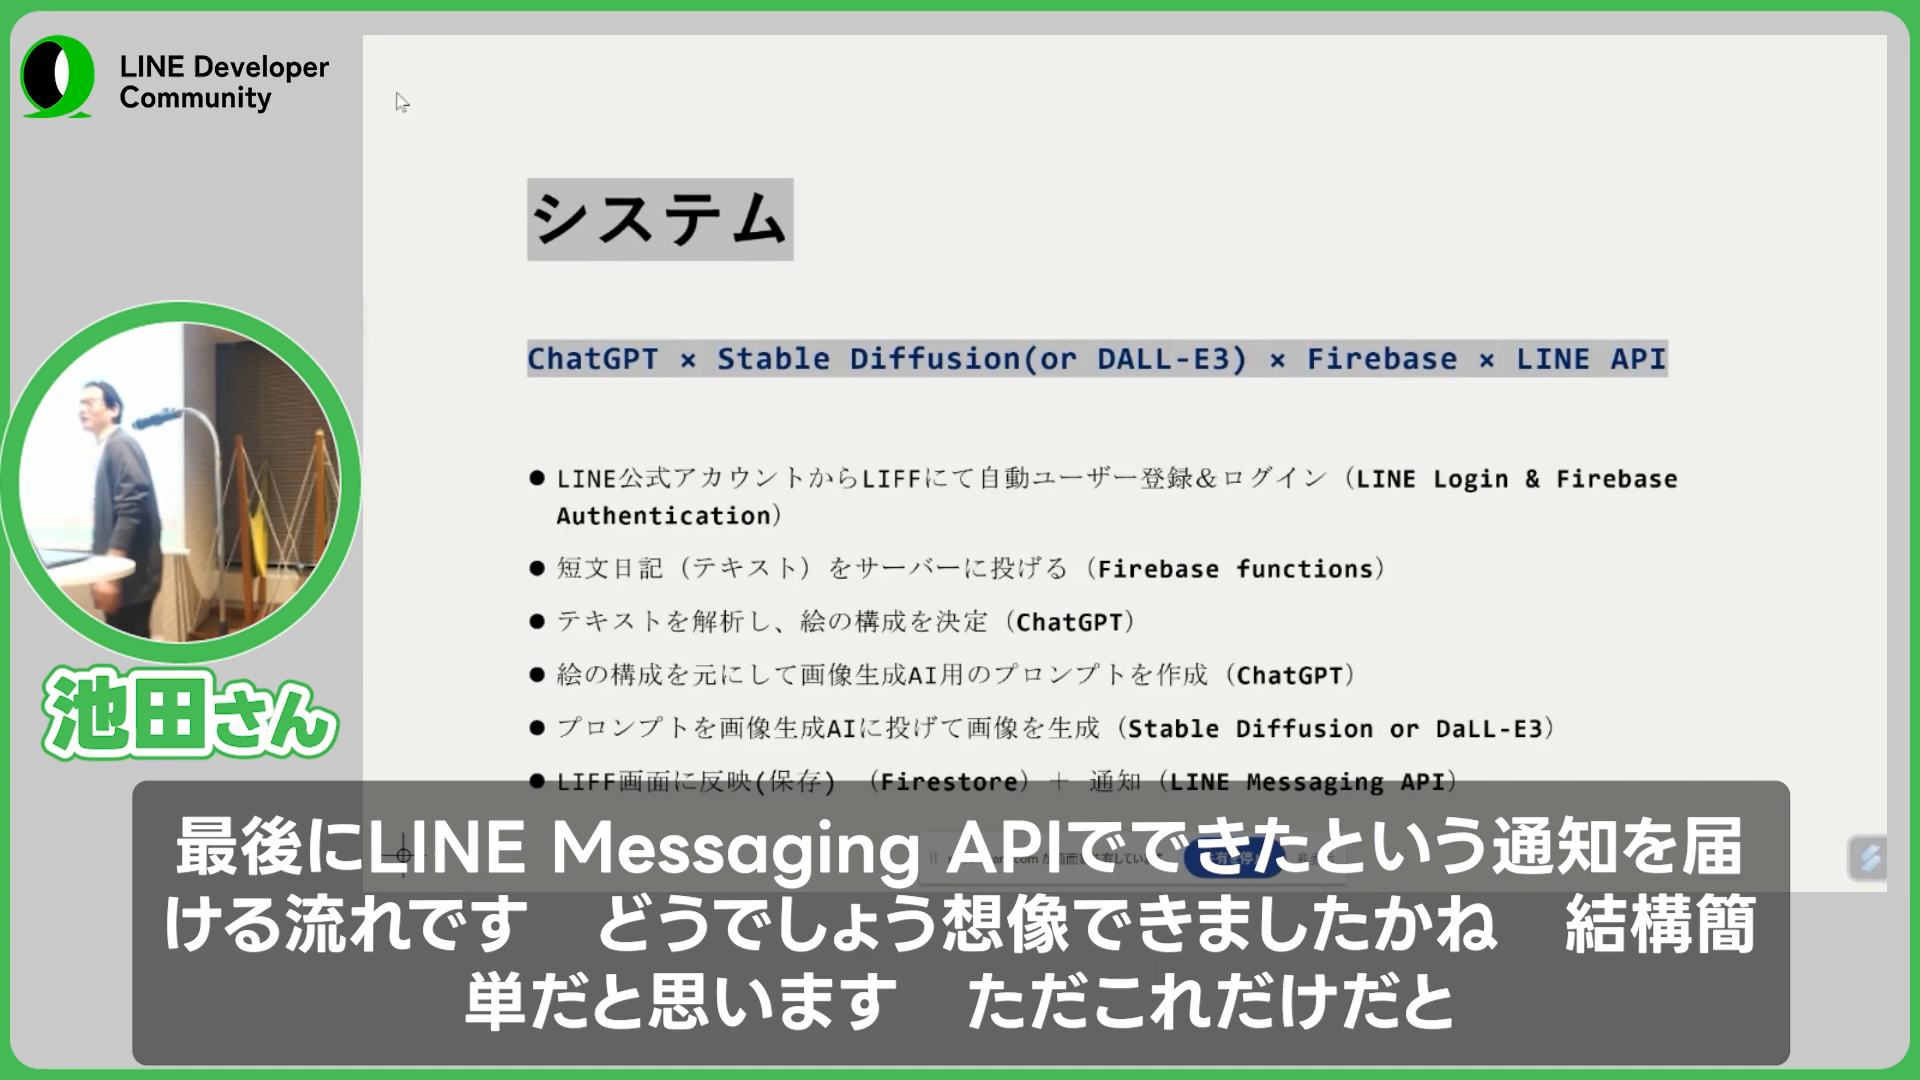 LINE Developer
Community
システム
ChatGPT × Stable Diffusion(or DALL-E3) × Firebase × LINE API
● LINE公式アカウントからLIFFにて自動ユーザー登録&ログイン（LINE Login & Firebase
Authentication）
● 短文日記（テキスト）をサーバーに投げる（Firebase functions）
● テキストを解析し、絵の構成を決定（ChatGPT）
● 絵の構成を元にして画像生成AI用のプロンプトを作成（ChatGPT）
● プロンプトを画像生成AIに投げて画像を生成（Stable Diffusion or DaLL-E3）
● LIFF画面に反映(保存) （Firestore）＋ 通知（LINE Messaging API）
池田さん
最後にLINE Messaging APIでできたという通知を届
ける流れです　どうでしょう想像できましたかね　結構簡
単だと思います　ただこれだけだと